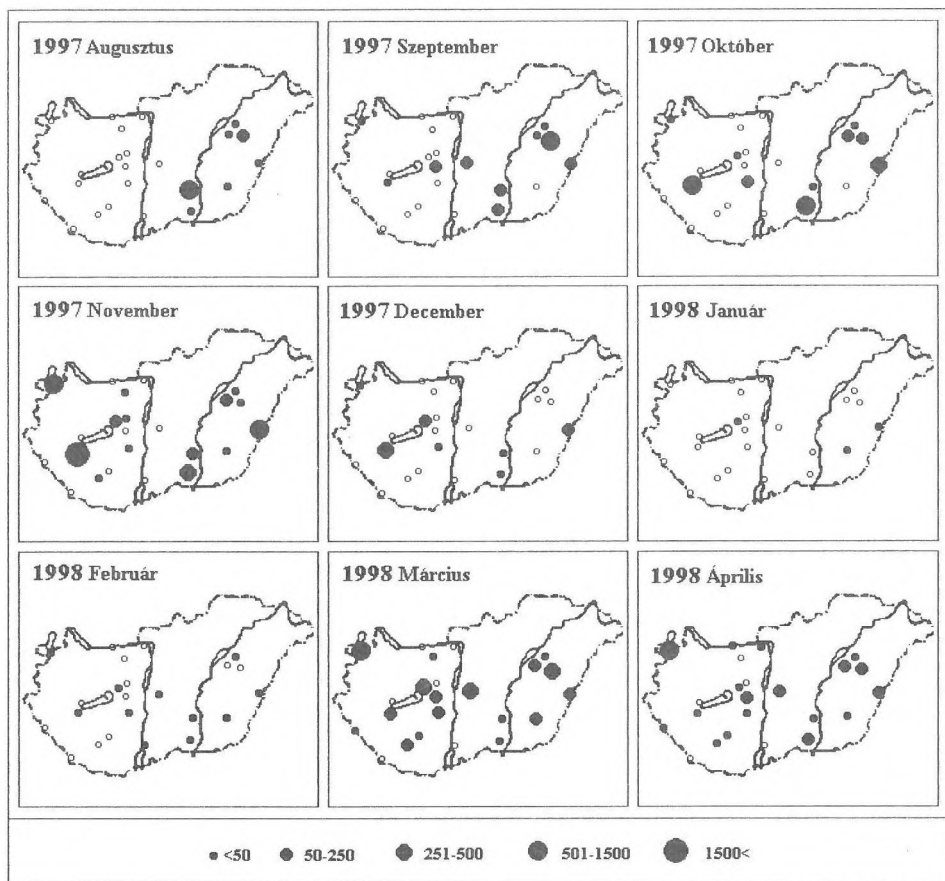 1997 Augusztus
1997 Szeptember
1997 Október
1997 November
1997 December
1998 Január
1998 Február
1998 Március
1998 Április
<50 50-250 251-500 501-1500 1500<